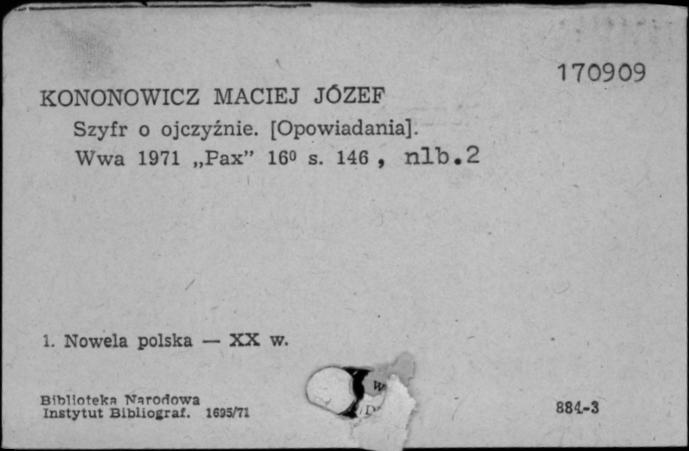 170909
KONONOWICZ MACIEJ JÓZEF
Szyfr o ojczyźnie. [Opowiadania].
Wwa 1971 „Pax” 16⁰ s. 146 , nlb.2
1. Nowela polska — XX w.
Biblioteka Narodowa
Instytut Bibliograf. 1695/71
884-3